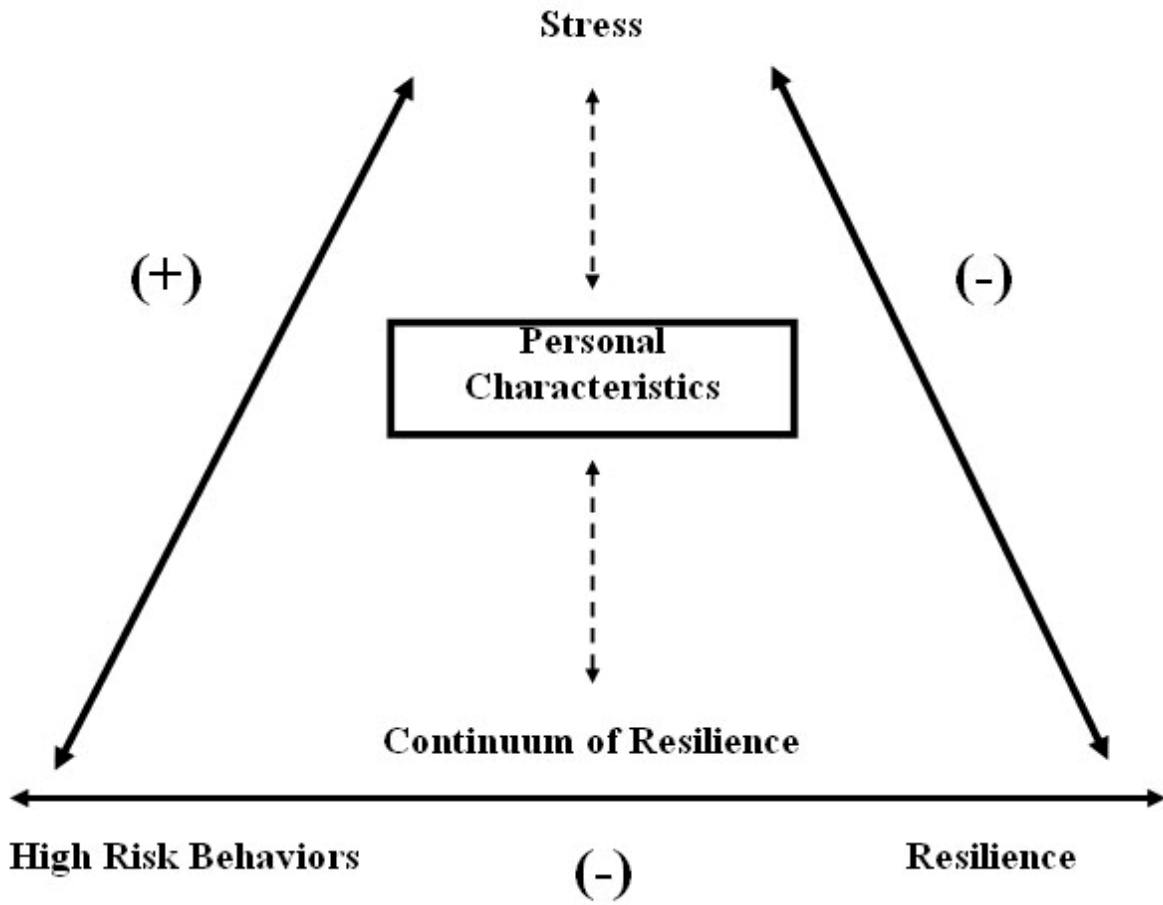 Stress
(+)
(-)
Personal
Characteristics
Continuum of Resilience
High Risk Behaviors
(-)
Resilience